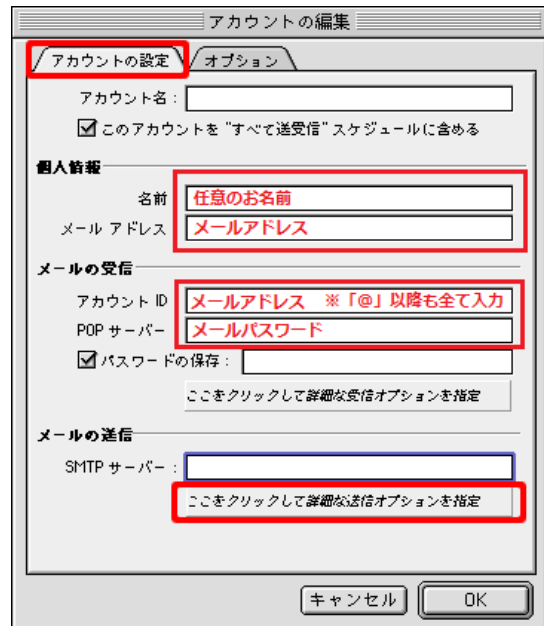 アカウントの編集
アカウントの設定 オプション
アカウント名：
このアカウントを"すべて送受信"スケジュールに含める
個人情報
名前 任意のお名前
メール アドレス メールアドレス
メールの受信
アカウント ID メールアドレス ※「@」以降も全て入力
POP サーバー メールパスワード
パスワードの保存：
ここをクリックして詳細な受信オプションを指定
メールの送信
SMTP サーバー：
ここをクリックして詳細な送信オプションを指定
キャンセル OK